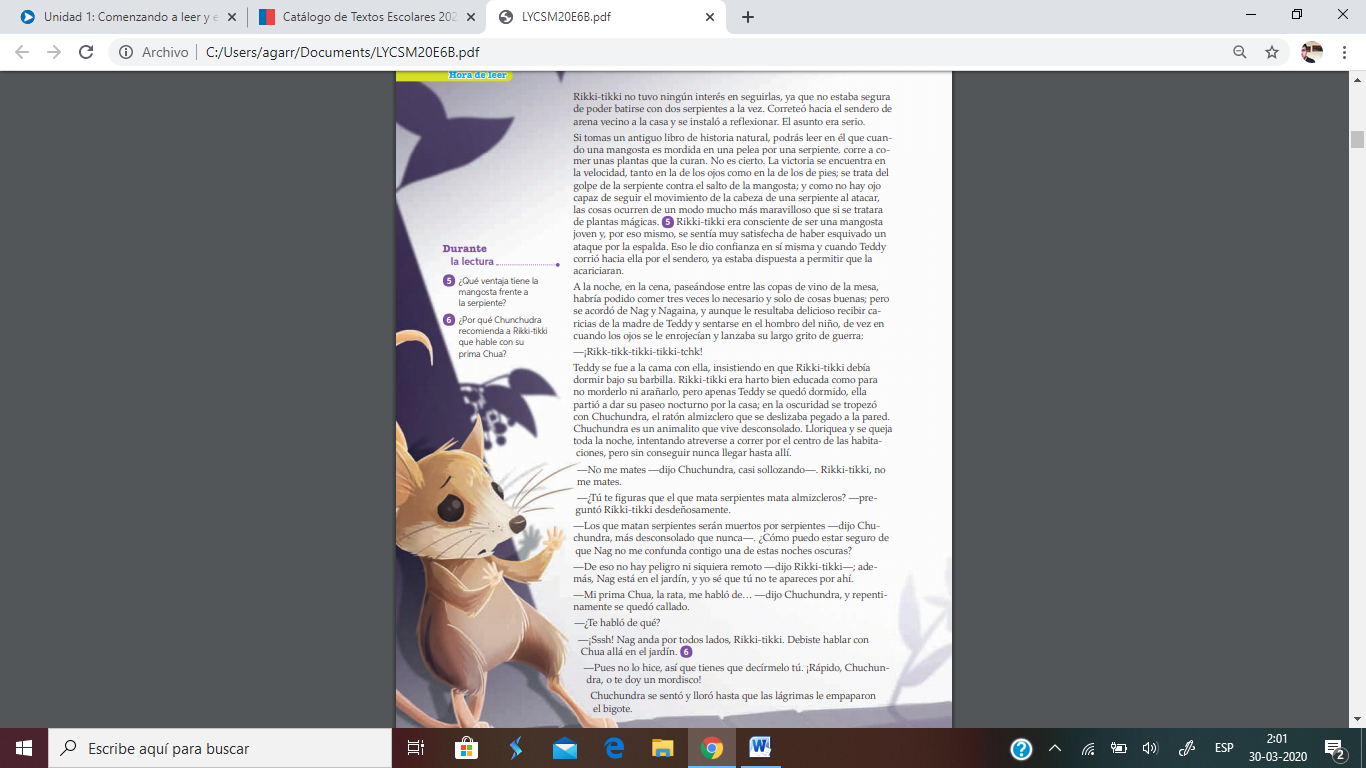 Unidad 1: Comenzando a leer y e
Catálogo de Textos Escolares 202
LYCSM20E6B.pdf
Archivo
C:/Users/agarr/Documents/LYCSM20E6B.pdf
Hora de leer
Rikki-tikki no tuvo ningún interés en seguirlas, ya que no estaba segura
de poder batirse con dos serpientes a la vez. Correteó hacia el sendero de
arena vecino a la casa y se instaló a reflexionar. El asunto era serio.
Si tomas un antiguo libro de historia natural, podrás leer en él que cuan-
do una mangosta es mordida en una pelea por una serpiente, corre a co-
mer unas plantas que la curan. No es cierto. La victoria se encuentra en
la velocidad, tanto en la de los ojos como en la de los de pies; se trata del
golpe de la serpiente contra el salto de la mangosta; y como no hay ojo
capaz de seguir el movimiento de la cabeza de una serpiente al atacar,
las cosas ocurren de un modo mucho más maravilloso que si se tratara
de plantas mágicas. 5 Rikki-tikki era consciente de ser una mangosta
joven y, por eso mismo, se sentía muy satisfecha de haber esquivado un
ataque por la espalda. Eso le dio confianza en sí misma y cuando Teddy
corrió hacia ella por el sendero, ya estaba dispuesta a permitir que la
acariciaran.
Durante
la lectura
5 ¿Qué ventaja tiene la
mangosta frente a
la serpiente?
6 ¿Por qué Chunchudra
recomienda a Rikki-tikki
que hable con su
prima Chua?
A la noche, en la cena, paseándose entre las copas de vino de la mesa,
habría podido comer tres veces lo necesario y solo de cosas buenas; pero
se acordó de Nag y Nagaina, y aunque le resultaba delicioso recibir ca-
ricias de la madre de Teddy y sentarse en el hombro del niño, de vez en
cuando los ojos se le enrojecían y lanzaba su largo grito de guerra:
—¡Rikk-tikk-tikki-tikki-tchk!
Teddy se fue a la cama con ella, insistiendo en que Rikki-tikki debía
dormir bajo su barbilla. Rikki-tikki era harto bien educada como para
no morderlo ni arañarlo, pero apenas Teddy se quedó dormido, ella
partió a dar su paseo nocturno por la casa; en la oscuridad se tropezó
con Chuchundra, el ratón almizclero que se deslizaba pegado a la pared.
Chuchundra es un animalito que vive desconsolado. Lloriquea y se queja
toda la noche, intentando atreverse a correr por el centro de las habita-
ciones, pero sin conseguir nunca llegar hasta allí.
—No me mates —dijo Chuchundra, casi sollozando—. Rikki-tikki, no
me mates.
—¿Tú te figuras que el que mata serpientes mata almizcleros? —pre-
guntó Rikki-tikki desdeñosamente.
—Los que matan serpientes serán muertos por serpientes —dijo Chu-
chundra, más desconsolado que nunca—. ¿Cómo puedo estar seguro de
que Nag no me confunda contigo una de estas noches oscuras?
—De eso no hay peligro ni siquiera remoto —dijo Rikki-tikki—; ade-
más, Nag está en el jardín, y yo sé que tú no te apareces por ahí.
—Mi prima Chua, la rata, me habló de… —dijo Chuchundra, y repenti-
namente se quedó callado.
—¿Te habló de qué?
—¡Sssh! Nag anda por todos lados, Rikki-tikki. Debiste hablar con
Chua allá en el jardín. 6
—Pues no lo hice, así que tienes que decírmelo tú. ¡Rápido, Chuchun-
dra, o te doy un mordisco!
Chuchundra se sentó y lloró hasta que las lágrimas le empaparon
el bigote.
Escribe aquí para buscar
ESP
2:01
30-03-2020
2